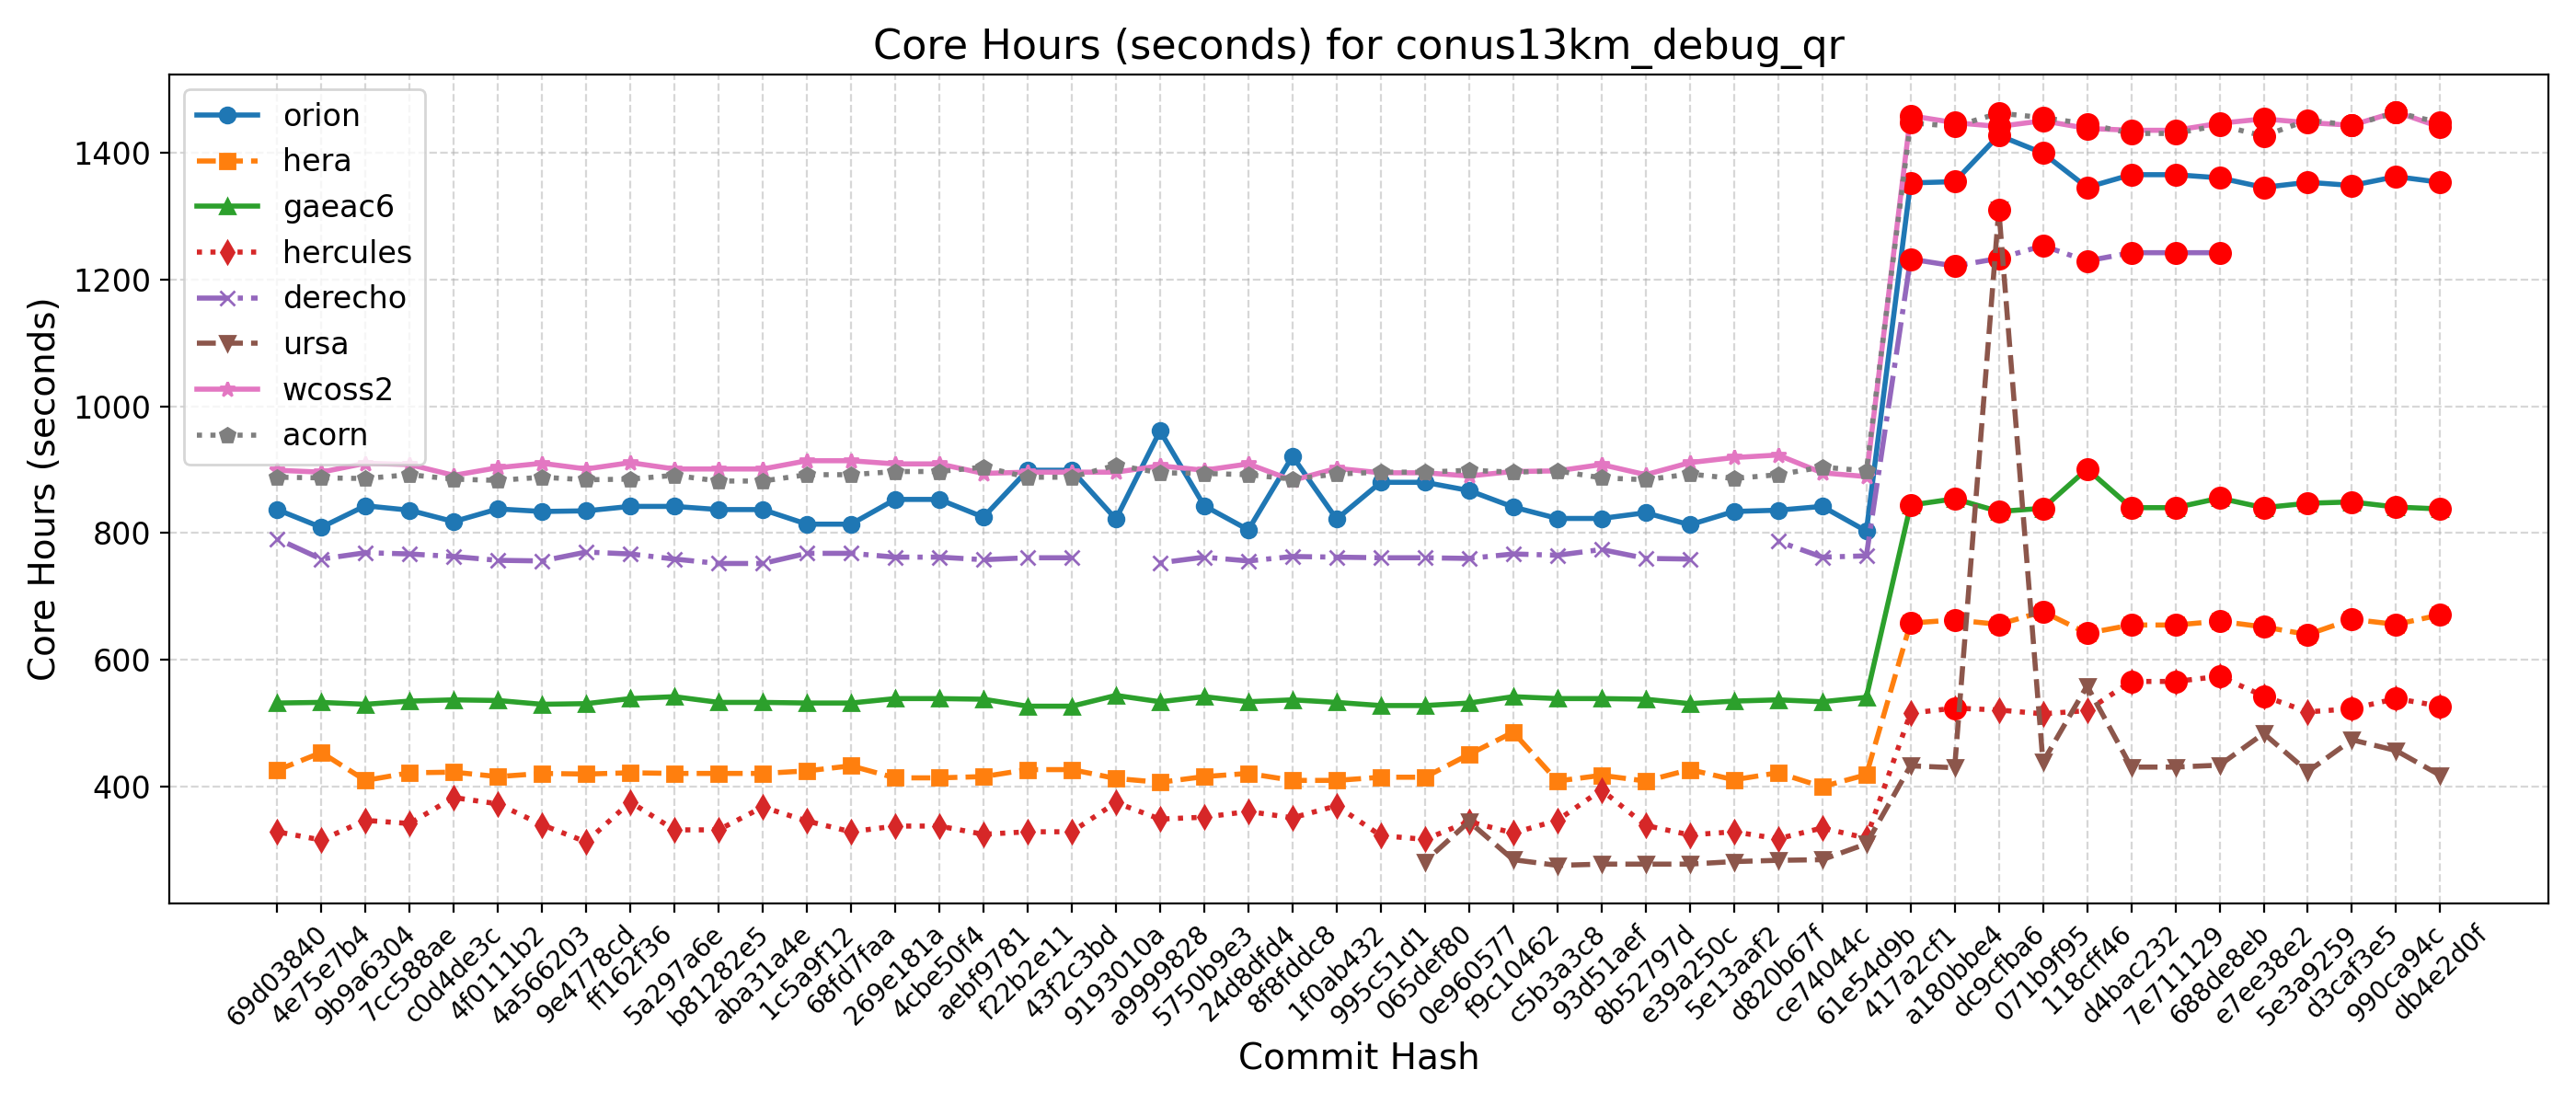 Core Hours (seconds) for conus13km_debug_qr
Core Hours (seconds)
1400
1200
1000
800
600
400
orion
hera
gaeac6
hercules
derecho
ursa
wcoss2
acorn
69d03840
4e75e7b4
9b9a6304
7cc588ae
c0d4de3c
4f0111b2
4a566203
9e4778cd
ff162f36
5a297a6e
b81282e5
aba31a4e
1c5a9f12
68fd7faa
269e181a
4cbe50f4
aebf9781
f22b2e11
43f2c3bd
9193010a
a9999828
5750b9e3
24d8dfd4
8f8fddc8
1f0ab432
995c51d1
065def80
0e960577
f9c10462
c5b3a3c8
93d51aef
8b52797d
e39a250c
5e13aaf2
d820b67f
ce74044c
61e54d9b
417a2cf1
a180bbe4
dc9cfba6
071b9f95
118cff46
d4bac232
7e711129
688de8eb
e7ee38e2
5e3a9259
d3caf3e5
990ca94c
db4e2d0f
Commit Hash